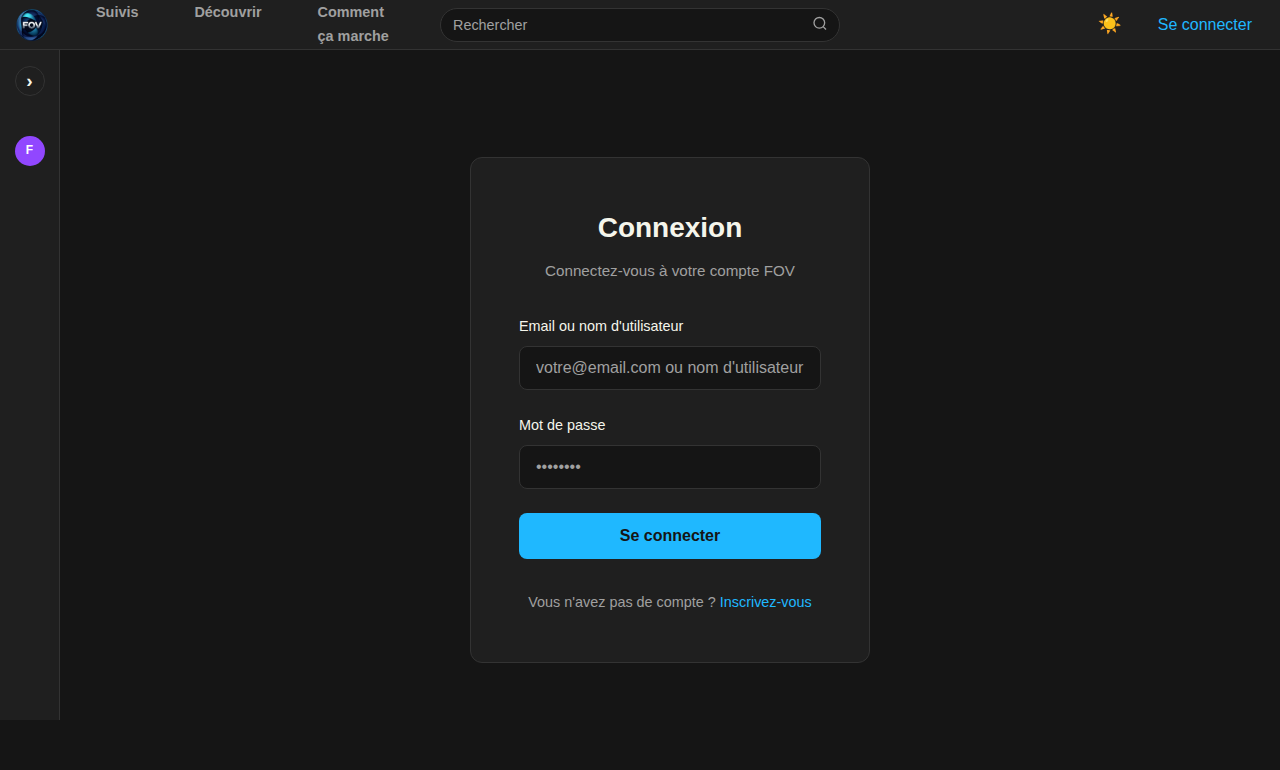 FOV
Suivis
Découvrir
Comment
ça marche
Rechercher
Se connecter
›
F
Connexion
Connectez-vous à votre compte FOV
Email ou nom d'utilisateur
votre@email.com ou nom d'utilisateur
Mot de passe
••••••••
Se connecter
Vous n'avez pas de compte ? Inscrivez-vous